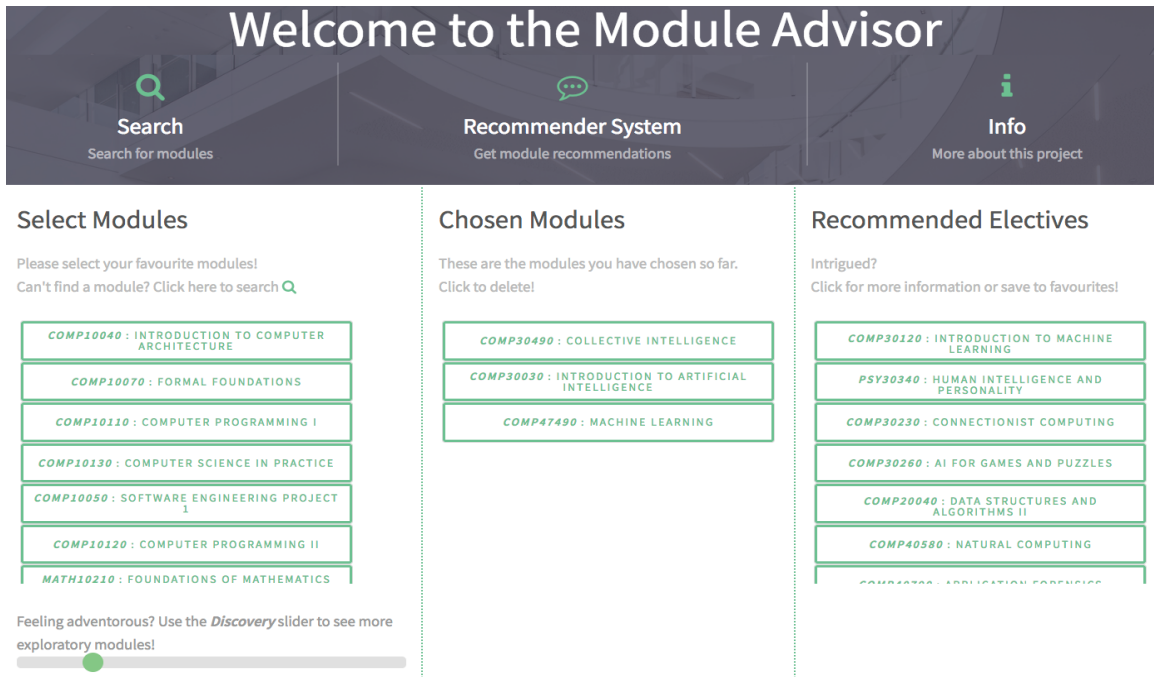 Welcome to the Module Advisor
Search
Search for modules
Recommender System
Get module recommendations
Info
More about this project
Select Modules
Please select your favourite modules!
Can't find a module? Click here to search
COMP10040 : INTRODUCTION TO COMPUTER
ARCHITECTURE
COMP10070 : FORMAL FOUNDATIONS
COMP10110 : COMPUTER PROGRAMMING I
COMP10130 : COMPUTER SCIENCE IN PRACTICE
COMP10050 : SOFTWARE ENGINEERING PROJECT
1
COMP10120 : COMPUTER PROGRAMMING II
MATH10210 : FOUNDATIONS OF MATHEMATICS
Feeling adventorous? Use the Discovery slider to see more
exploratory modules!
Chosen Modules
These are the modules you have chosen so far.
Click to delete!
COMP30490 : COLLECTIVE INTELLIGENCE
COMP30030 : INTRODUCTION TO ARTIFICIAL
INTELLIGENCE
COMP47490 : MACHINE LEARNING
Recommended Electives
Intrigued?
Click for more information or save to favourites!
COMP30120 : INTRODUCTION TO MACHINE
LEARNING
PSY30340 : HUMAN INTELLIGENCE AND
PERSONALITY
COMP30230 : CONNECTIONIST COMPUTING
COMP30260 : AI FOR GAMES AND PUZZLES
COMP20040 : DATA STRUCTURES AND
ALGORITHMS II
COMP40580 : NATURAL COMPUTING
: APPLICATION FORENSICS